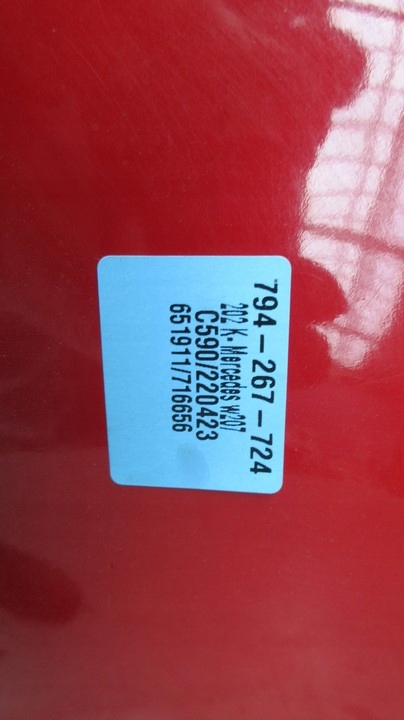 794-267-724
202 K. Mercedes w207
C590/220423
651911/716656